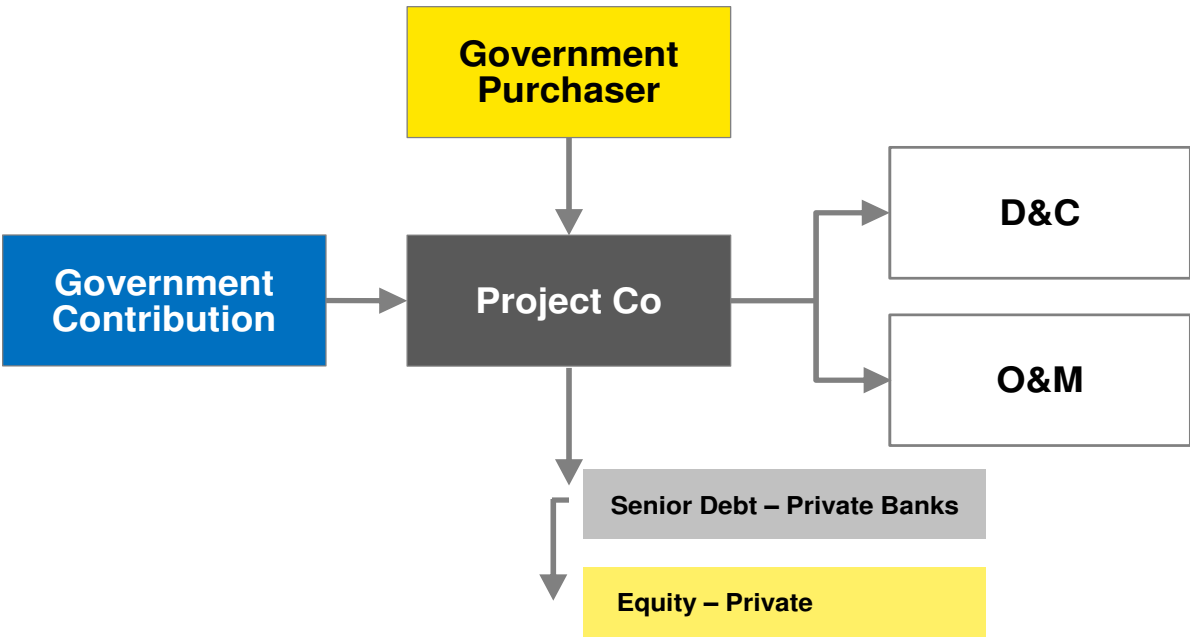 Government
Purchaser
D&C
Government
Contribution
Project Co
O&M
Senior Debt – Private Banks
Equity – Private